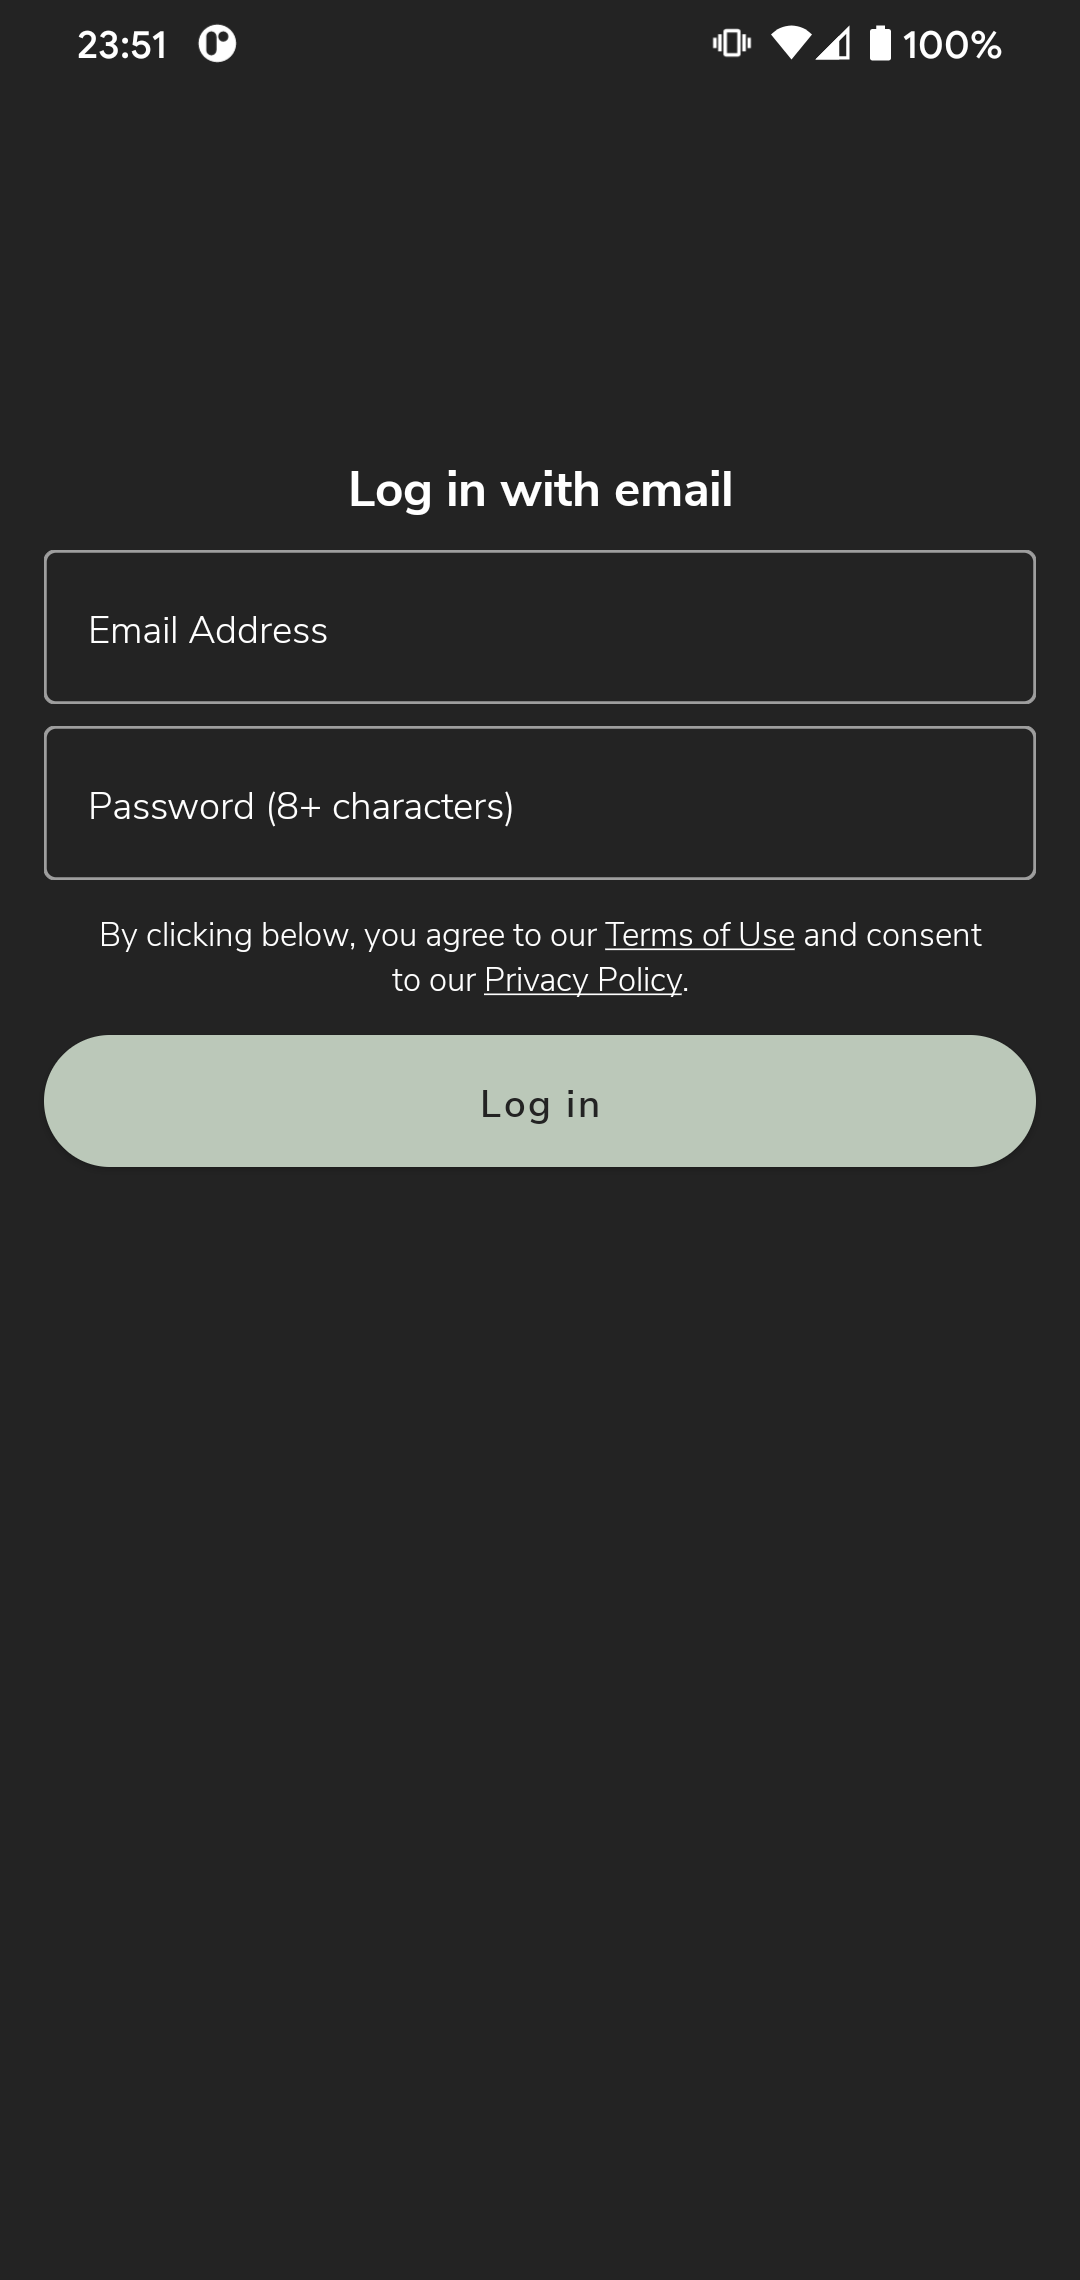 23:51
100%
Log in with email
Email Address
Password (8+ characters)
By clicking below, you agree to our Terms of Use and consent
to our Privacy Policy.
Log in